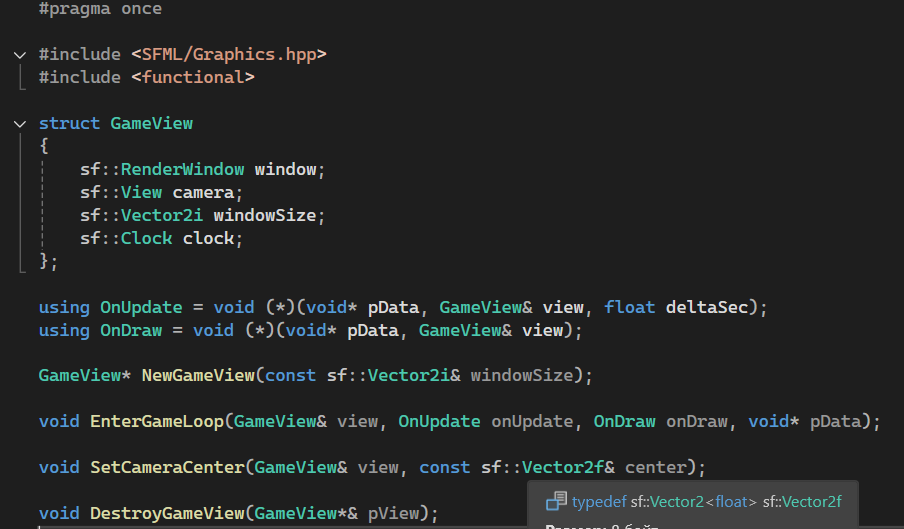 #pragma once
#include <SFML/Graphics.hpp>
#include <functional>
struct GameView
{
sf::RenderWindow window;
sf::View camera;
sf::Vector2i windowSize;
sf::Clock clock;
};
using OnUpdate = void (*)(void* pData, GameView& view, float deltaSec);
using OnDraw = void (*)(void* pData, GameView& view);
GameView* NewGameView(const sf::Vector2i& windowSize);
void EnterGameLoop(GameView& view, OnUpdate onUpdate, OnDraw onDraw, void* pData);
void SetCameraCenter(GameView& view, const sf::Vector2f& center);
typedef sf::Vector2<float> sf::Vector2f
void DestroyGameView(GameView*& pView);